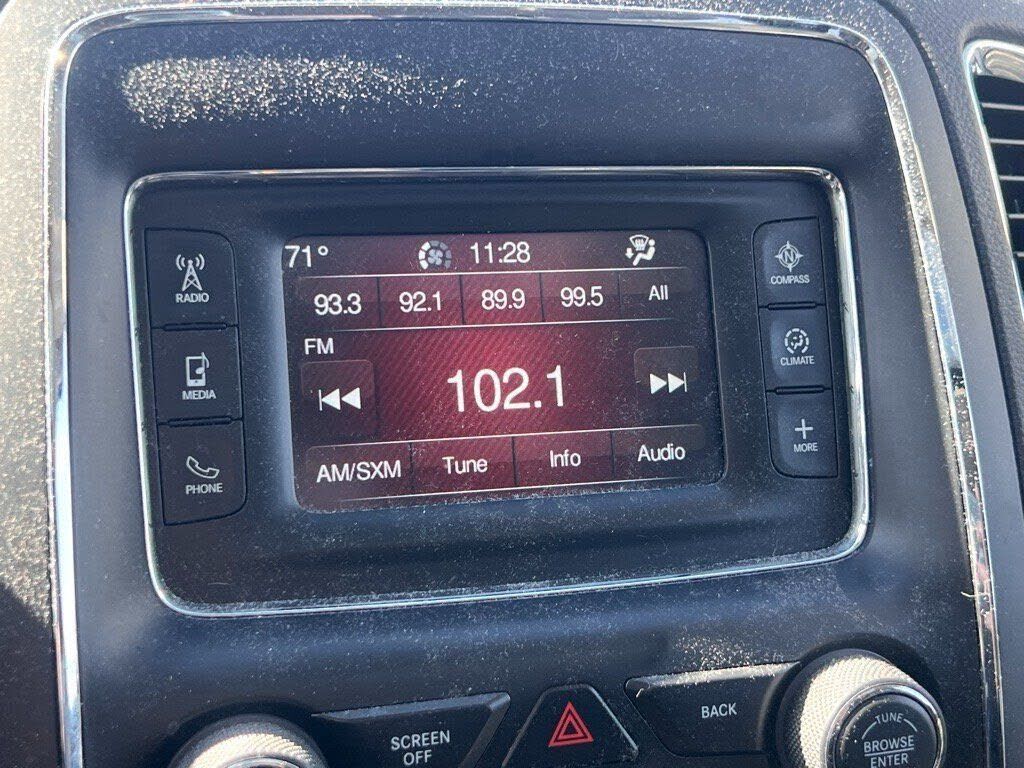 71° 11:28
93.3 92.1 89.9 99.5 All
FM
102.1
AM/SXM Tune Info Audio
RADIO
MEDIA
PHONE
N
COMPASS
CLIMATE
MORE
SCREEN
OFF
BACK
TUNE
BROWSE
ENTER